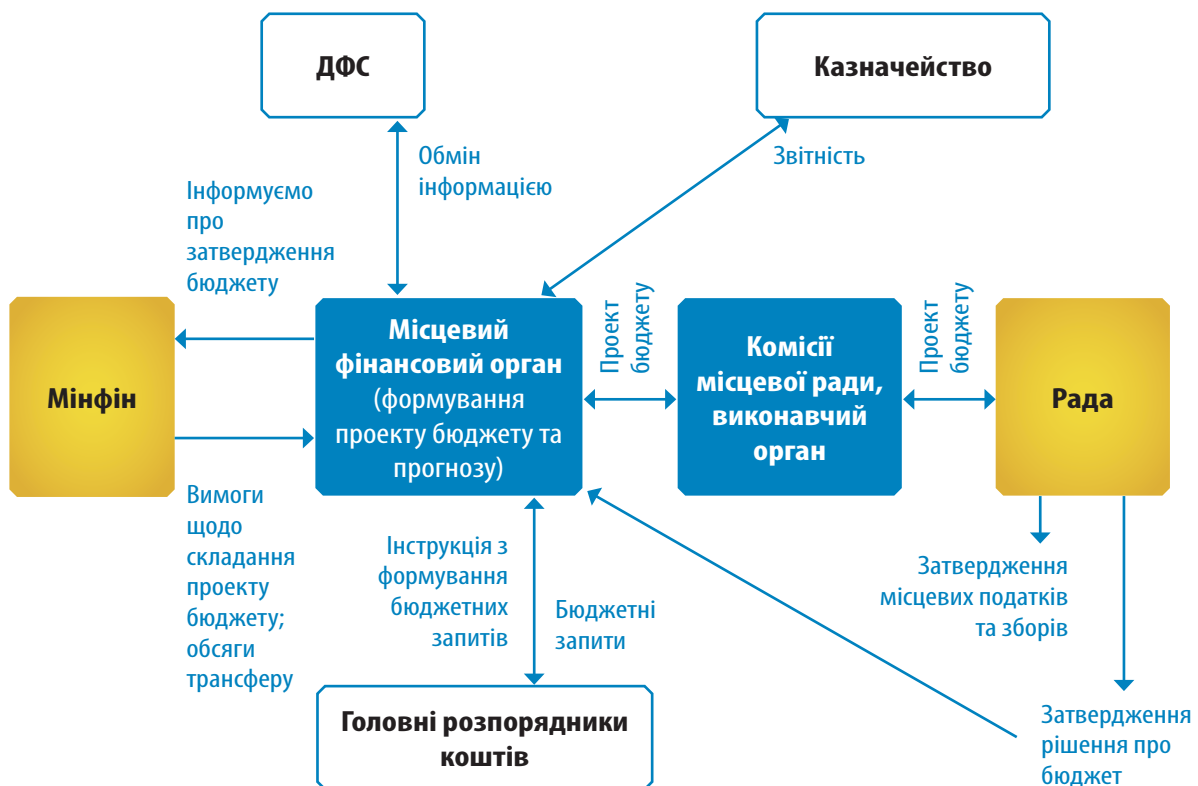 ДФС
Казначейство
Обмін
інформацією
Звітність
Інформуємо
про
затвердження
бюджету
Мінфін
Місцевий
фінансовий орган
(формування
проекту бюджету та
прогнозу)
Проект
бюджету
Комісії
місцевої ради,
виконавчий
орган
Проект
бюджету
Рада
Вимоги
щодо
складання
проекту
бюджету;
обсяги
трансферу
Інструкція з
формування
бюджетних
запитів
Бюджетні
запити
Затвердження
місцевих податків
та зборів
Головні розпорядники
коштів
Затвердження
рішення про
бюджет